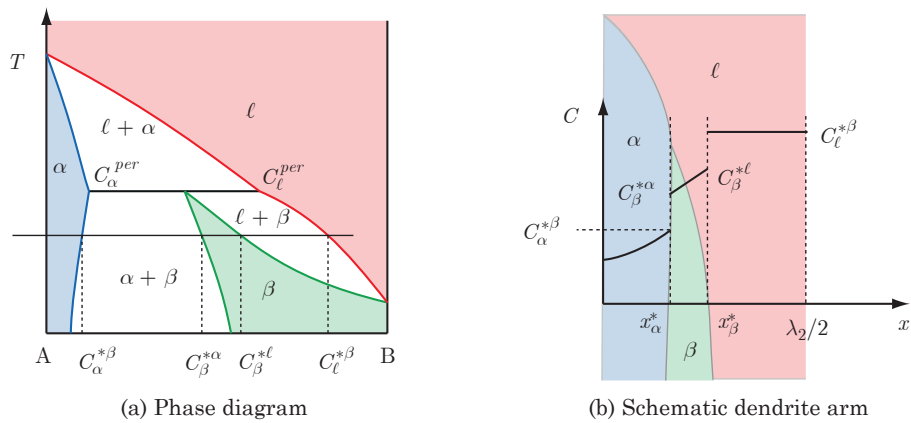 T
ℓ
ℓ + α
α
C_α^{per}
C_ℓ^{per}
ℓ + β
α + β
β
A
B
C_α^{*β}
C_β^{*α}
C_β^{*ℓ}
C_ℓ^{*β}
(a) Phase diagram
ℓ
C
α
C_ℓ^{*β}
C_β^{*α}
C_β^{*ℓ}
C_α^{*β}
x_α^*
x_β^*
λ_2/2
x
β
(b) Schematic dendrite arm